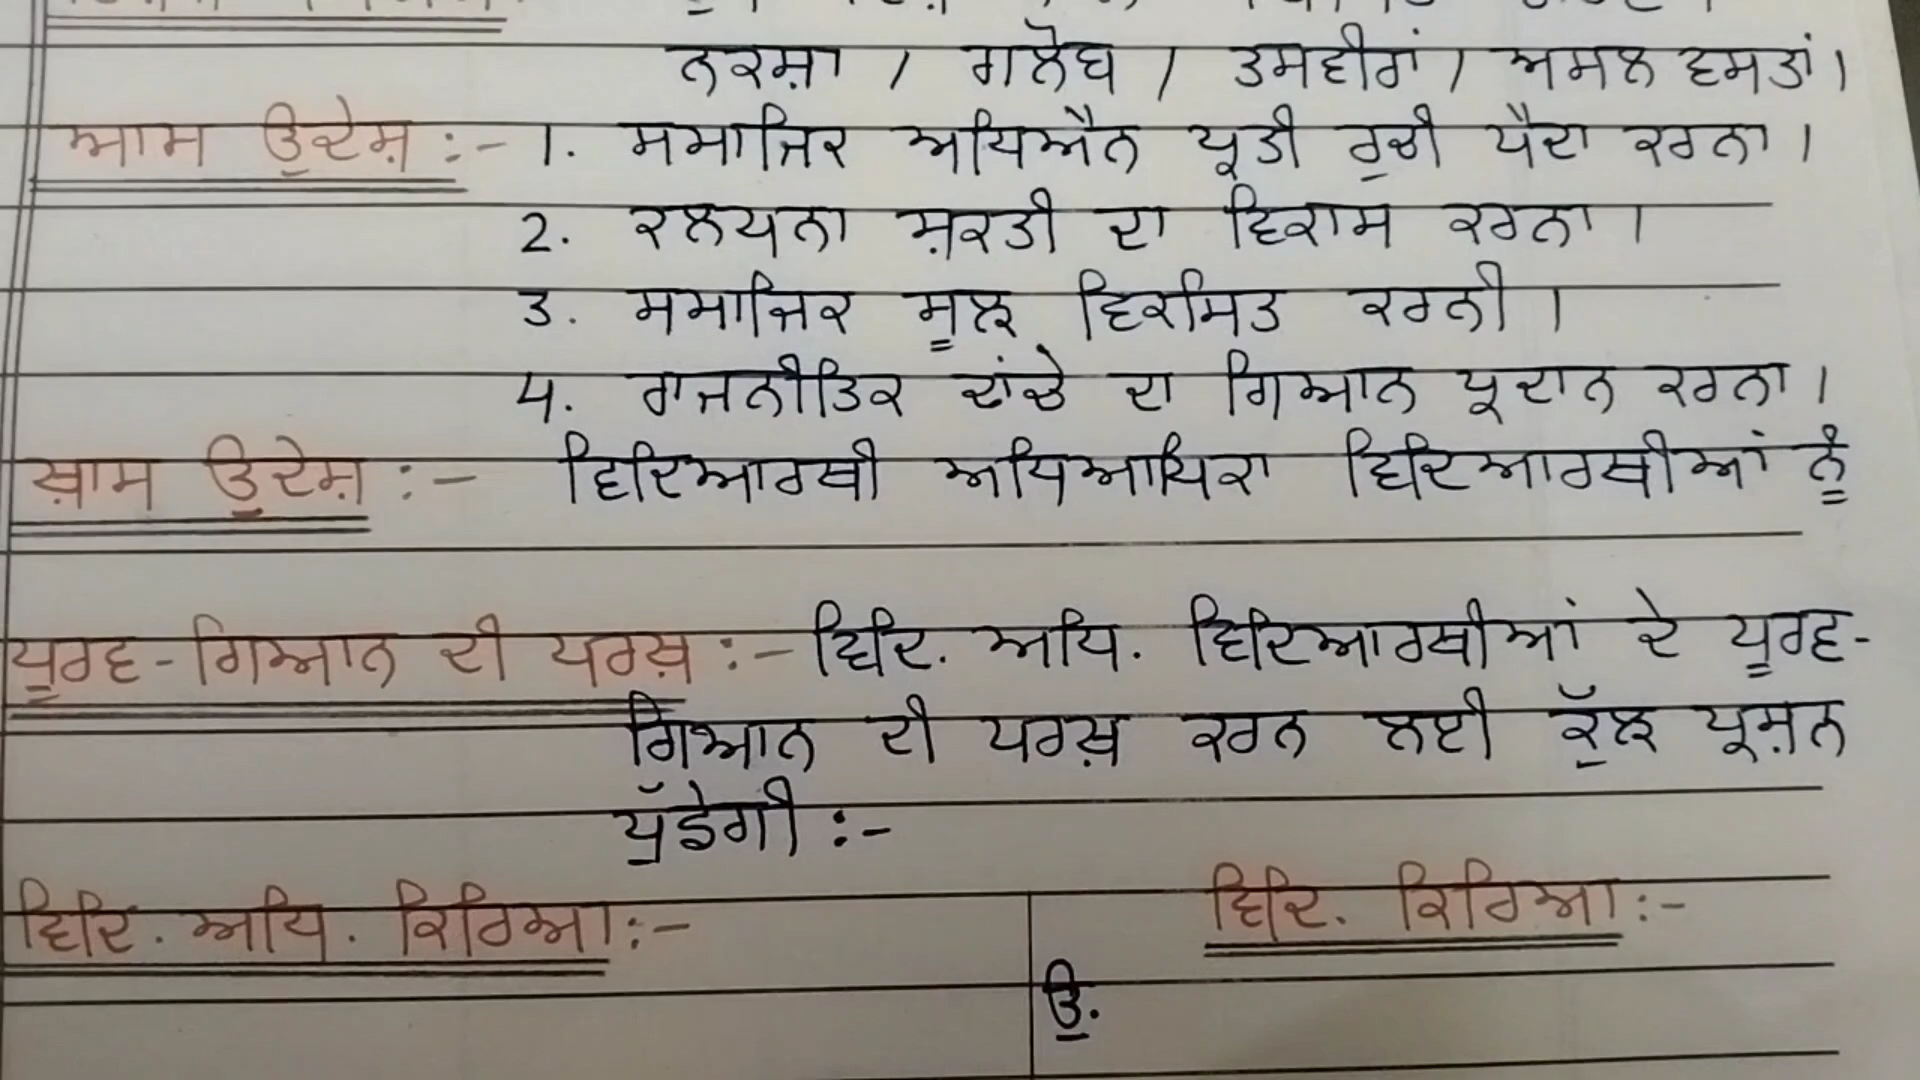 ਨਕਸ਼ਾ / ਗਲੋਬ / ਤਸਵੀਰਾਂ / ਅਸਲ ਵਸਤਾਂ।
ਆਮ ਉਦੇਸ਼ :- 1. ਸਮਾਜਿਕ ਅਧਿਐਨ ਪ੍ਰਤੀ ਰੁਚੀ ਪੈਦਾ ਕਰਨਾ।
2. ਕਲਪਨਾ ਸ਼ਕਤੀ ਦਾ ਵਿਕਾਸ ਕਰਨਾ।
3. ਸਮਾਜਿਕ ਸੂਝ ਵਿਕਸਿਤ ਕਰਨੀ।
4. ਰਾਜਨੀਤਿਕ ਢਾਂਚੇ ਦਾ ਗਿਆਨ ਪ੍ਰਦਾਨ ਕਰਨਾ।
ਖ਼ਾਸ ਉਦੇਸ਼ :- ਵਿਦਿਆਰਥੀ ਅਧਿਆਪਿਕਾ ਵਿਦਿਆਰਥੀਆਂ ਨੂੰ
ਪੂਰਵ-ਗਿਆਨ ਦੀ ਪਰਖ਼ :- ਵਿਦਿ. ਅਧਿ. ਵਿਦਿਆਰਥੀਆਂ ਦੇ ਪੂਰਵ-
ਗਿਆਨ ਦੀ ਪਰਖ਼ ਕਰਨ ਲਈ ਕੁੱਝ ਪ੍ਰਸ਼ਨ
ਪੁੱਛੇਗੀ :-
ਵਿਦਿ. ਅਧਿ. ਕਿਰਿਆ:-
ਵਿਦਿ. ਕਿਰਿਆ:-
ਉ.